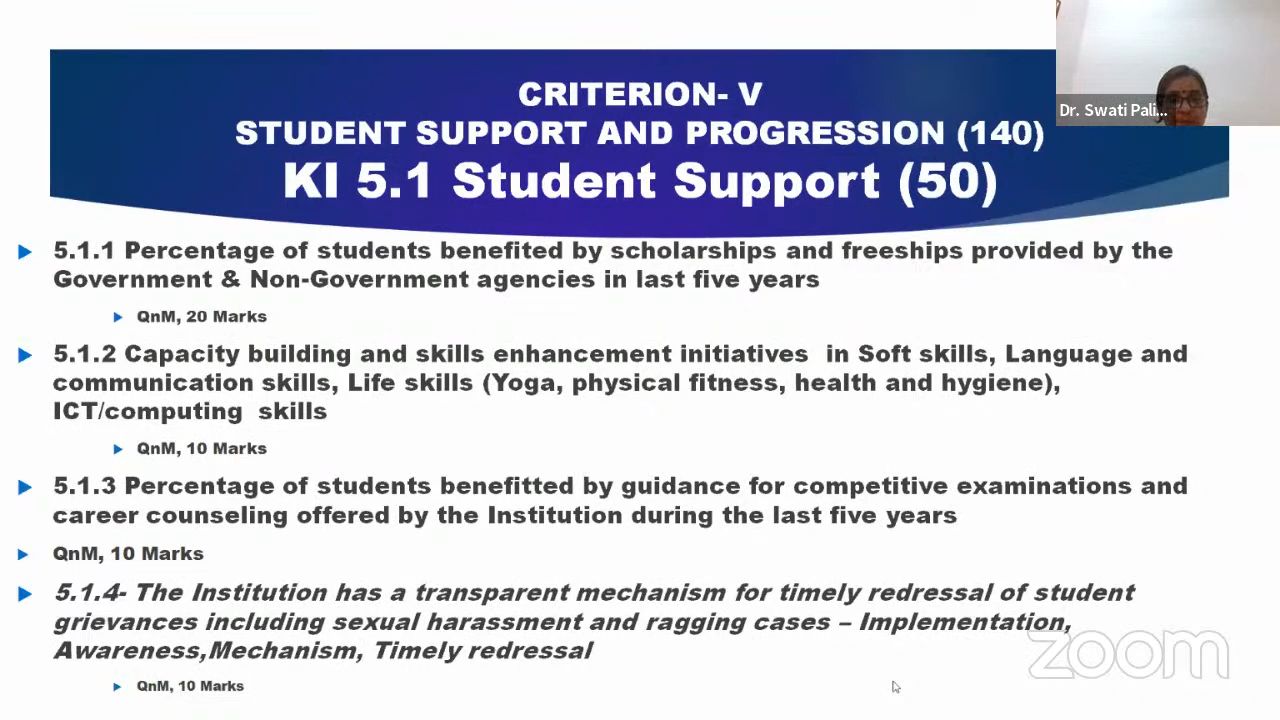 CRITERION- V
STUDENT SUPPORT AND PROGRESSION (140)
KI 5.1 Student Support (50)
Dr. Swati Pali...
5.1.1 Percentage of students benefited by scholarships and freeships provided by the
Government & Non-Government agencies in last five years
QnM, 20 Marks
5.1.2 Capacity building and skills enhancement initiatives  in Soft skills, Language and
communication skills, Life skills (Yoga, physical fitness, health and hygiene),
ICT/computing  skills
QnM, 10 Marks
5.1.3 Percentage of students benefitted by guidance for competitive examinations and
career counseling offered by the Institution during the last five years
QnM, 10 Marks
5.1.4- The Institution has a transparent mechanism for timely redressal of student
grievances including sexual harassment and ragging cases – Implementation,
Awareness,Mechanism, Timely redressal
QnM, 10 Marks
zoom